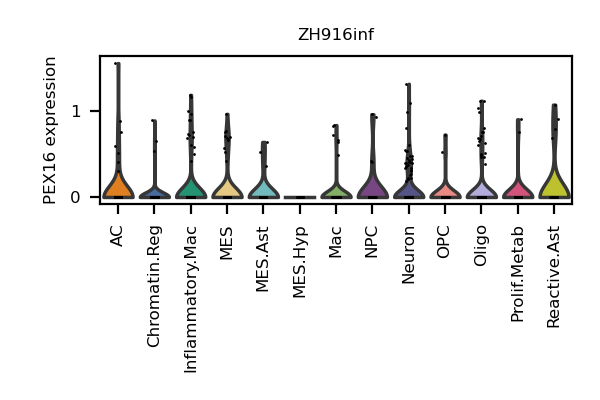 ZH916inf
PEX16 expression
1
0
AC
Chromatin.Reg
Inflammatory.Mac
MES
MES.Ast
MES.Hyp
Mac
NPC
Neuron
OPC
Oligo
Prolif.Metab
Reactive.Ast